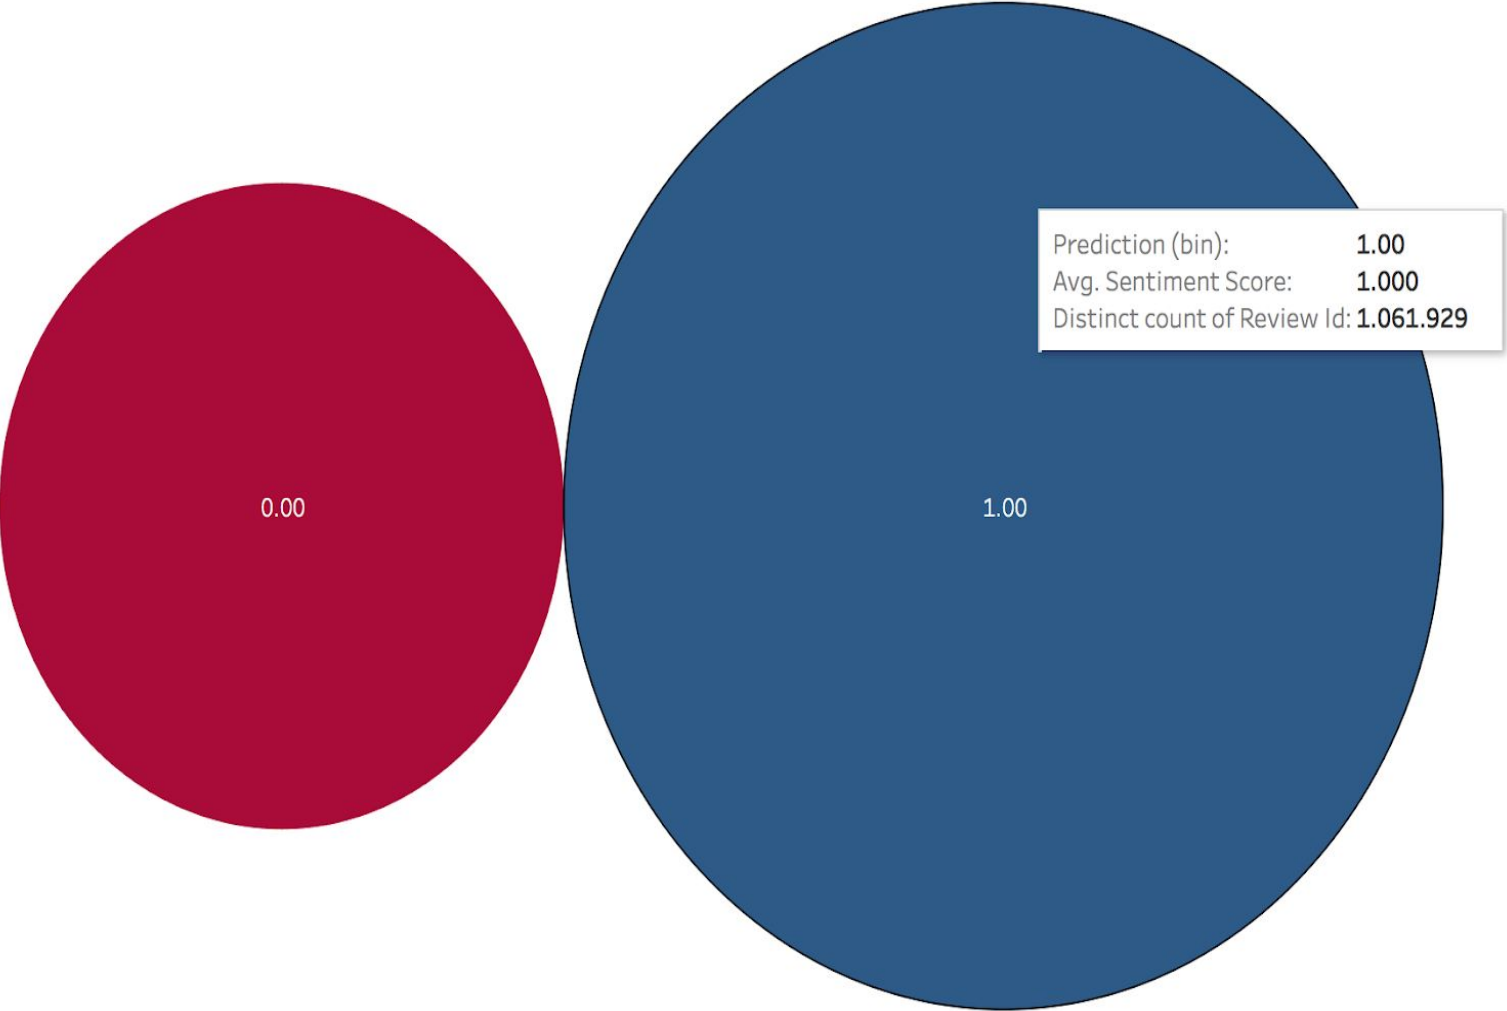 Prediction (bin): 1.00
Avg. Sentiment Score: 1.000
Distinct count of Review Id: 1.061.929
0.00
1.00